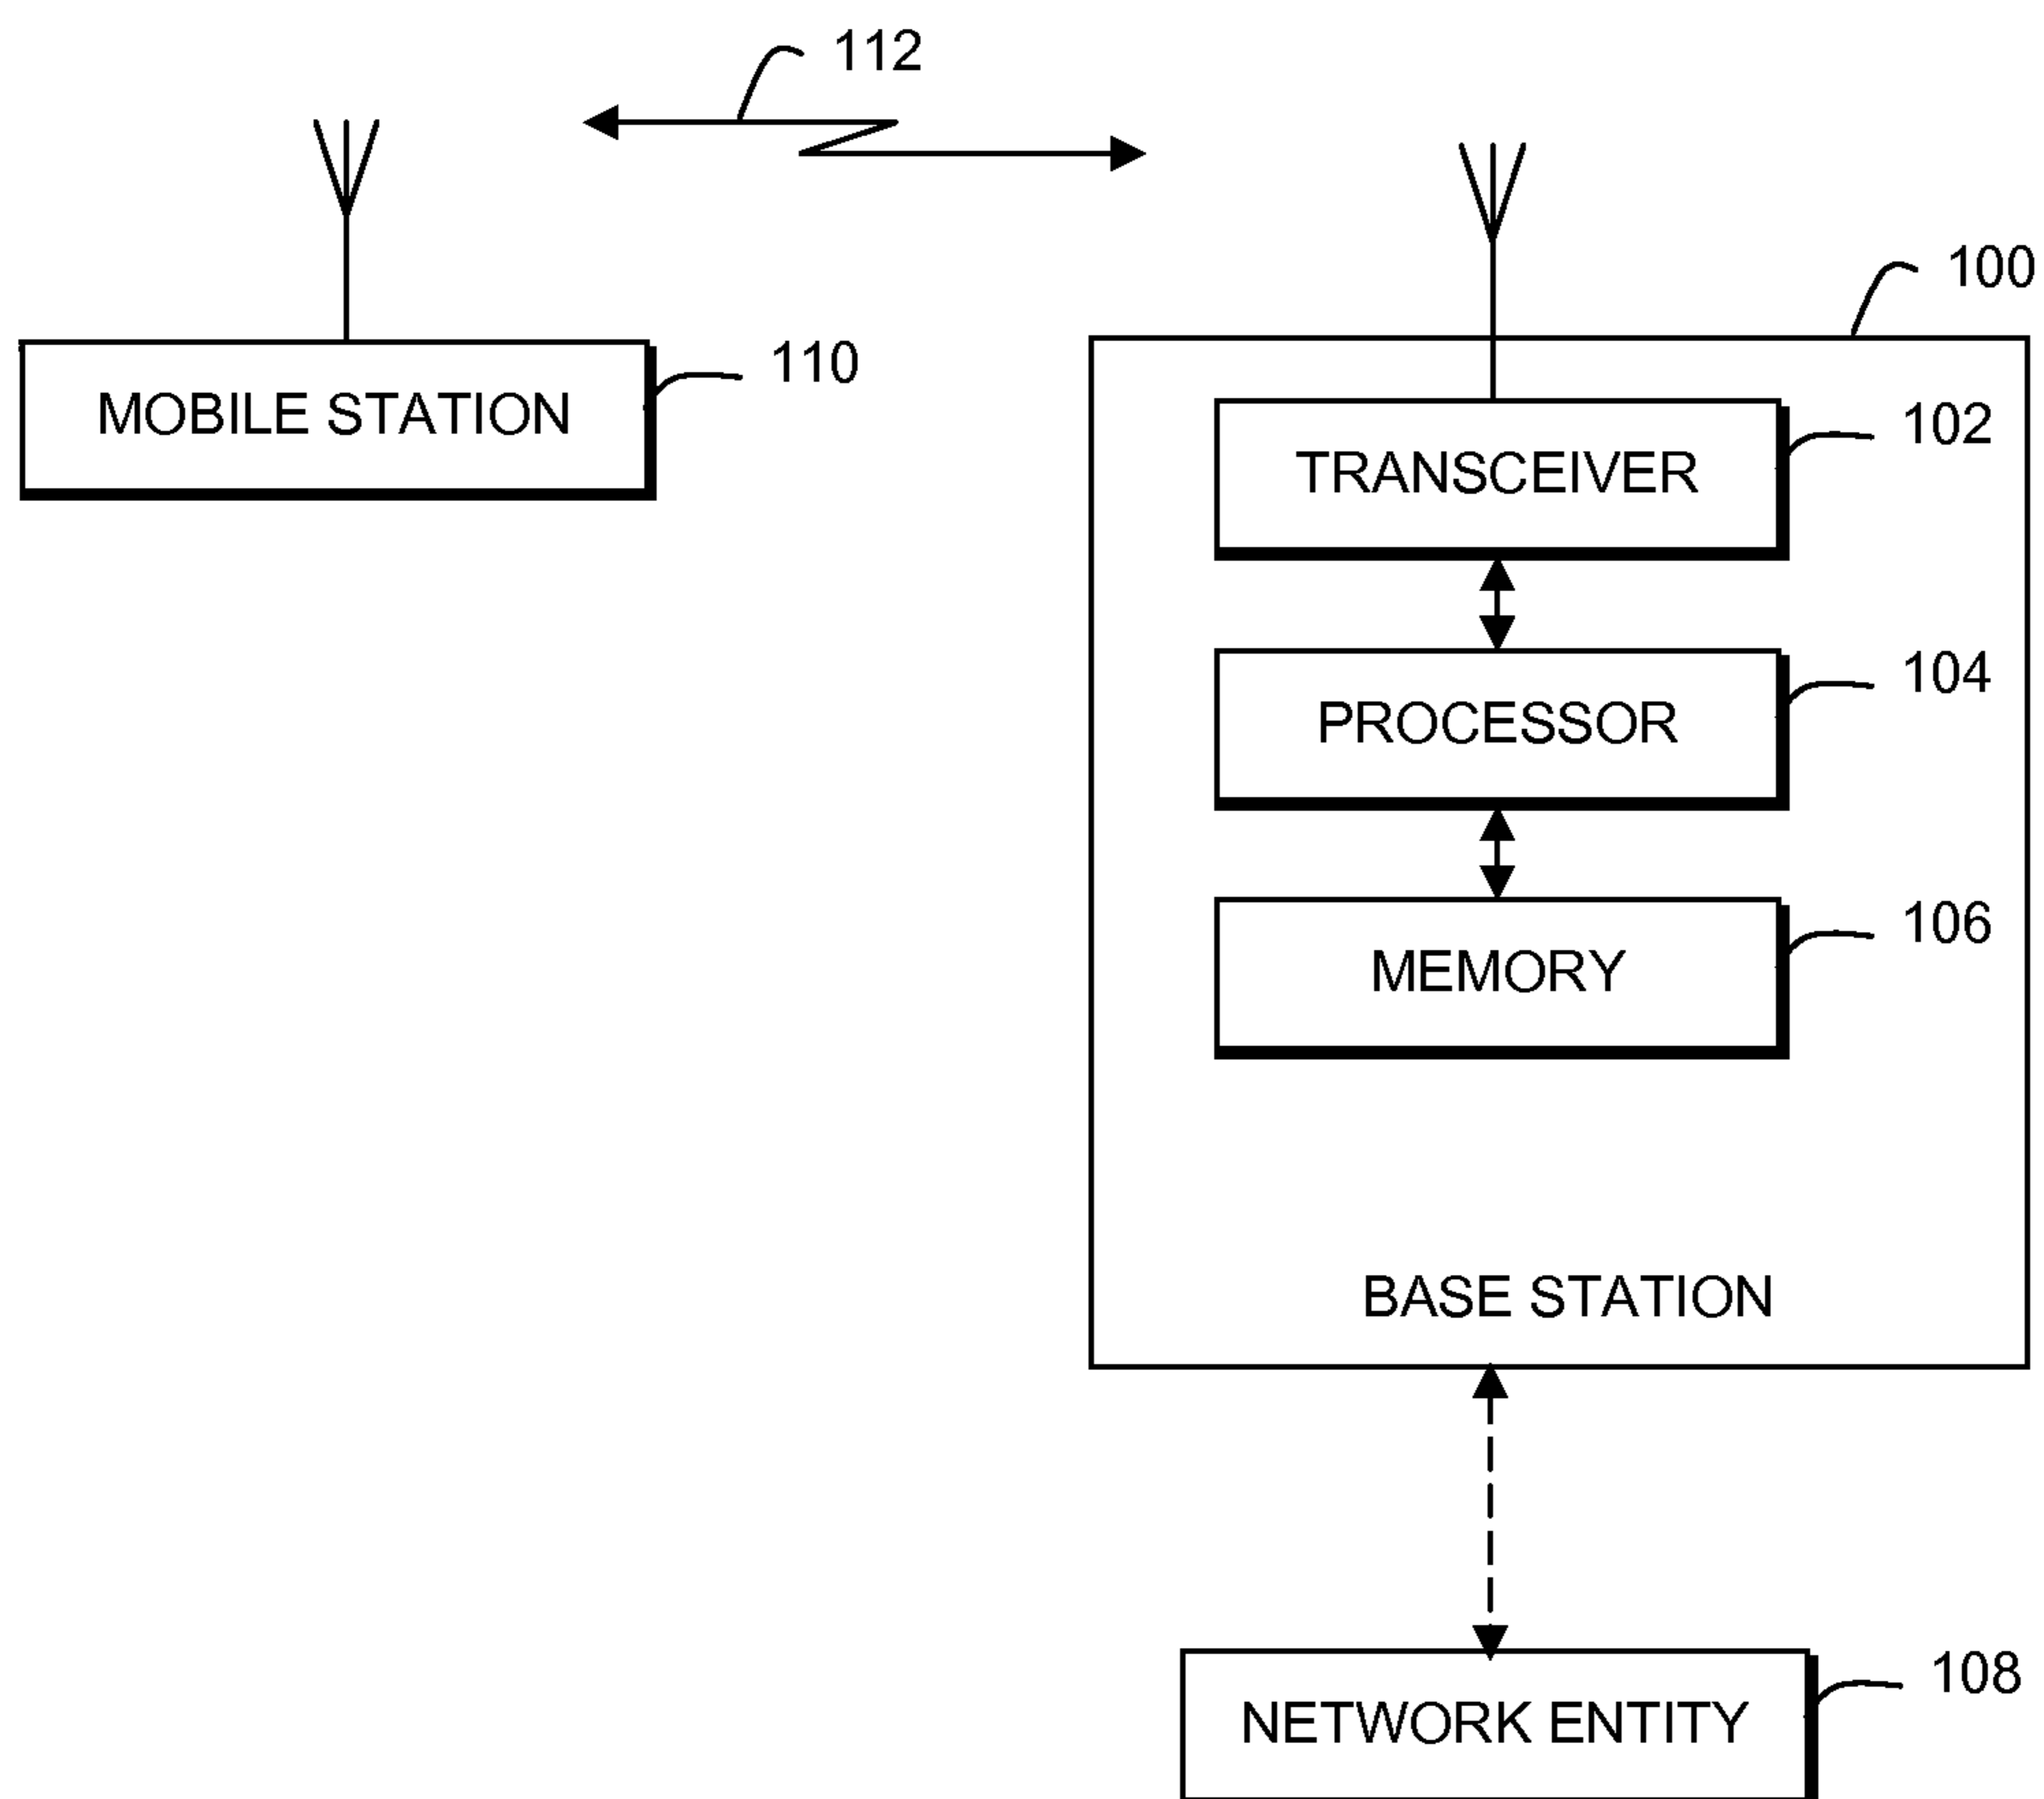 112
100
110
MOBILE STATION
102
TRANSCEIVER
104
PROCESSOR
106
MEMORY
BASE STATION
108
NETWORK ENTITY